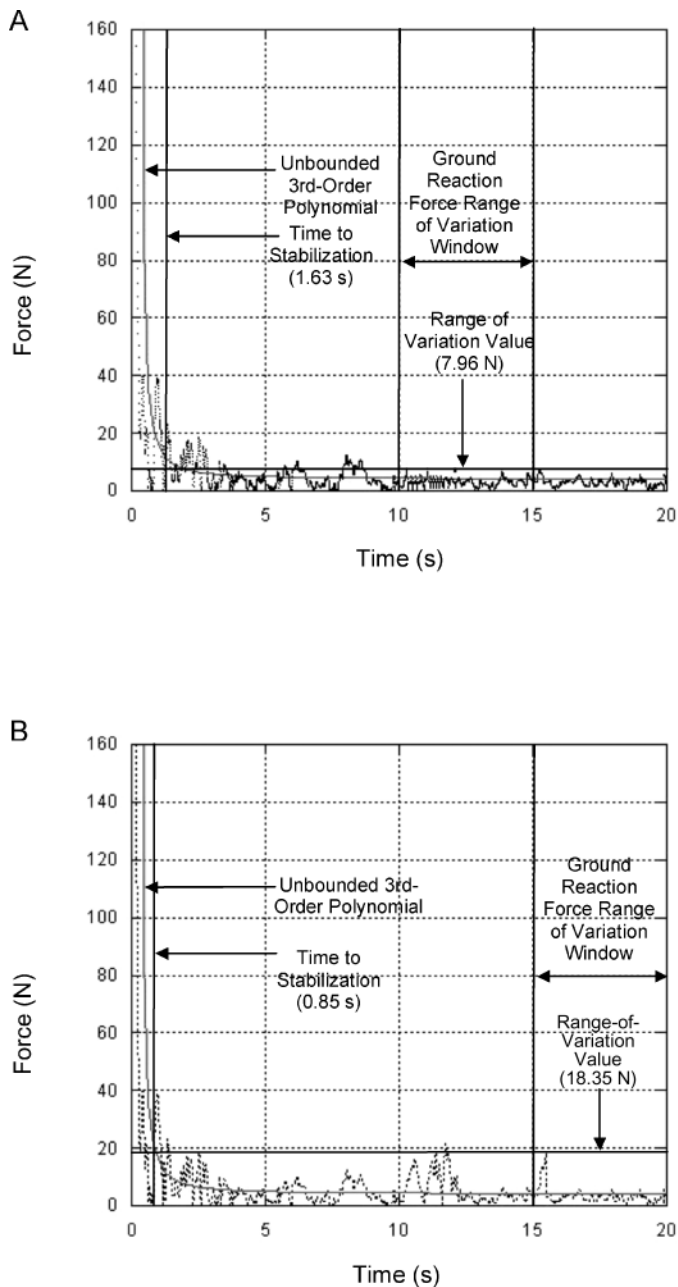 A
160
140
120
100
80
60
40
20
0
Force (N)
Unbounded
3rd-Order
Polynomial
Time to
Stabilization
(1.63 s)
Ground
Reaction
Force Range
of Variation
Window
Range of
Variation Value
(7.96 N)
0 5 10 15 20
Time (s)
B
160
140
120
100
80
60
40
20
0
Force (N)
Unbounded 3rd-
Order Polynomial
Time to
Stabilization
(0.85 s)
Ground
Reaction
Force Range
of Variation
Window
Range-of-
Variation
Value
(18.35 N)
0 5 10 15 20
Time (s)